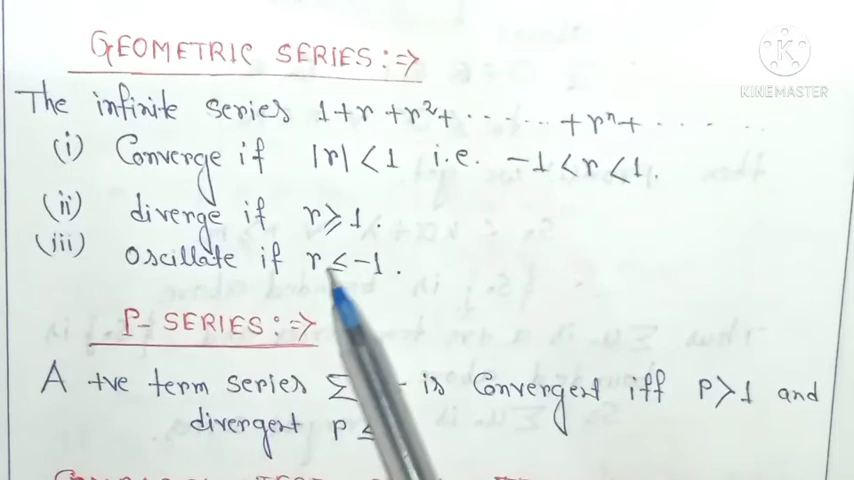 GEOMETRIC SERIES:⇒
KINEMASTER
The infinite series 1+r+r²+.......+rⁿ+......
(i) Converge if |r|<1 i.e. -1<r<1.
(ii) diverge if r≥1.
(iii) Oscillate if r≤-1.
P-SERIES:⇒
A +ve term series Σ is Convergent iff P>1 and
divergent P≤